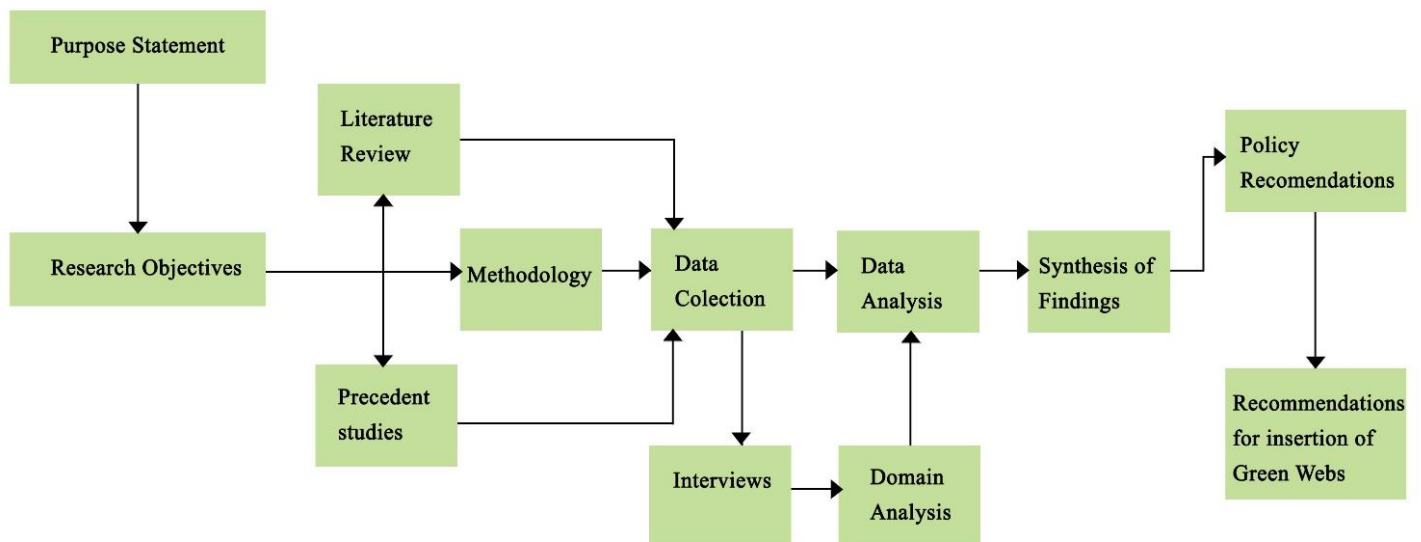 Purpose Statement
Research Objectives
Literature
Review
Methodology
Precedent
studies
Data
Colection
Interviews
Data
Analysis
Domain
Analysis
Synthesis of
Findings
Policy
Recomendations
Recommendations
for insertion of
Green Webs